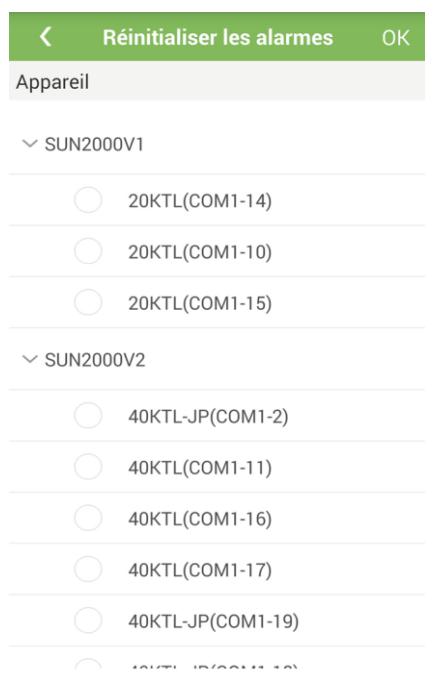 Réinitialiser les alarmes OK
Appareil
SUN2000V1
20KTL(COM1-14)
20KTL(COM1-10)
20KTL(COM1-15)
SUN2000V2
40KTL-JP(COM1-2)
40KTL(COM1-11)
40KTL(COM1-16)
40KTL(COM1-17)
40KTL-JP(COM1-19)